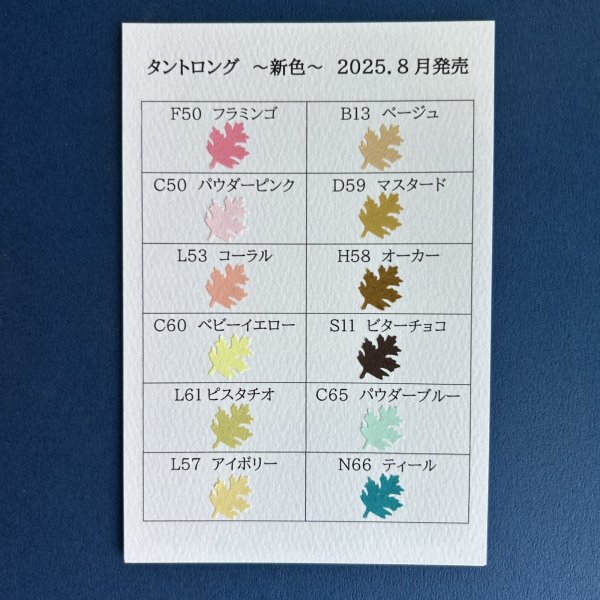 タントロング ～新色～ 2025.8月発売
F50 フラミンゴ B13 ベージュ
C50 パウダーピンク D59 マスタード
L53 コーラル H58 オーカー
C60 ベビーイエロー S11 ビターチョコ
L61ピスタチオ C65 パウダーブルー
L57 アイボリー N66 ティール